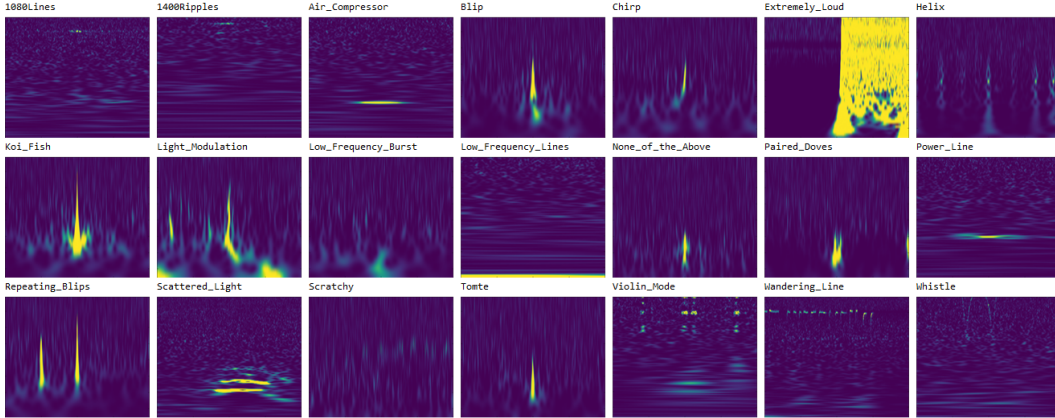 1080Lines 1400Ripples Air_Compressor Blip Chirp Extremely_Loud Helix
Koi_Fish Light_Modulation Low_Frequency_Burst Low_Frequency_Lines None_of_the_Above Paired_Doves Power_Line
Repeating_Blips Scattered_Light Scratchy Tomte Violin_Mode Wandering_Line Whistle